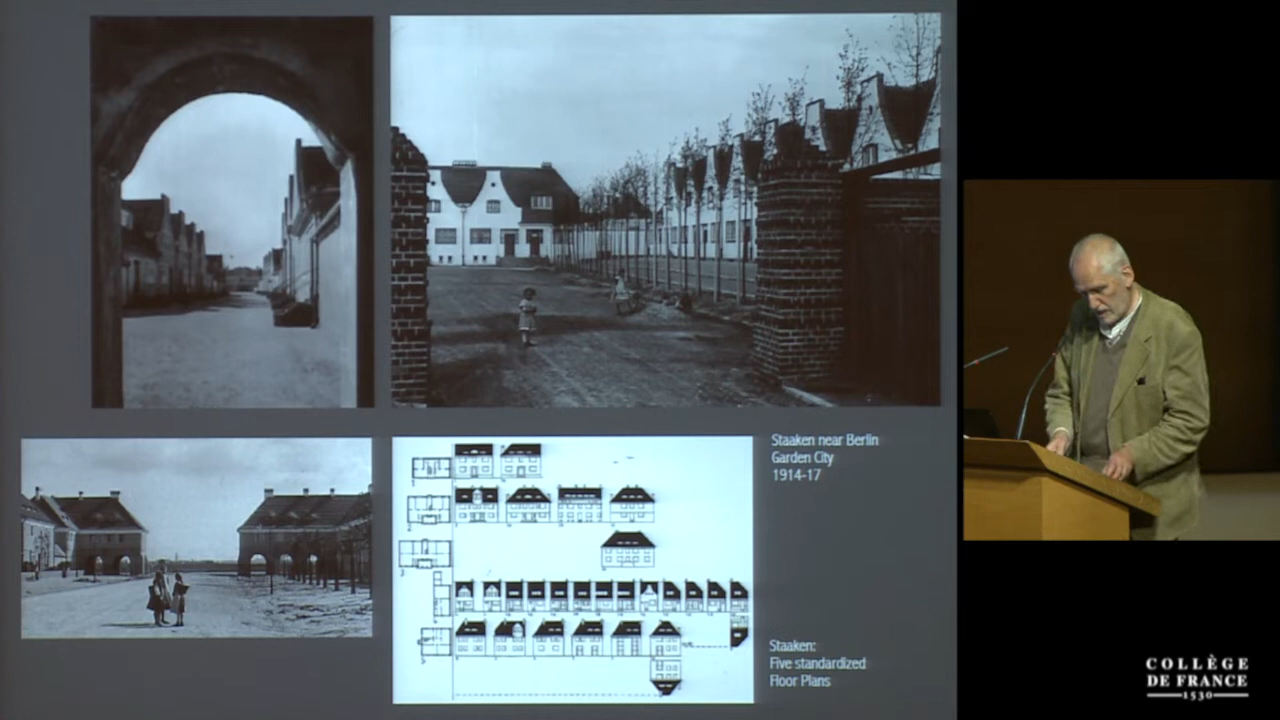 Staaken near Berlin
Garden City
1914-17
Staaken:
Five standardized
Floor Plans
COLLÈGE
DE FRANCE
1530